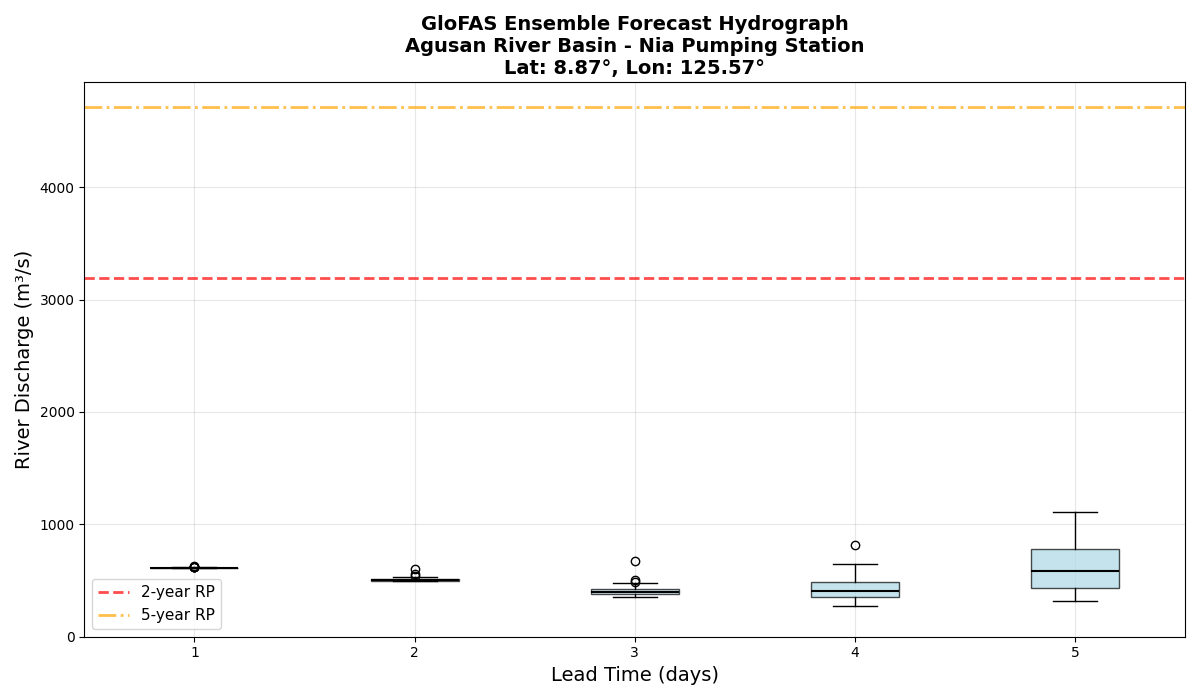 GloFAS Ensemble Forecast Hydrograph
Agusan River Basin - Nia Pumping Station
Lat: 8.87°, Lon: 125.57°
River Discharge (m³/s)
4000
3000
2000
1000
0
2-year RP
5-year RP
1 2 3 4 5
Lead Time (days)